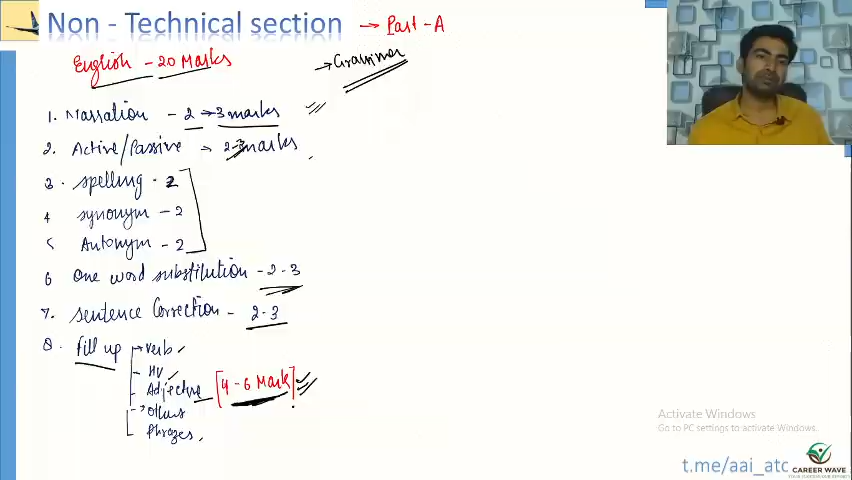 Non - Technical section → Part - A
English - 20 Marks
→ Grammar
1. Narration - 2 → 3 marks
2. Active/Passive → 2-3 marks
3. spelling - 2
4 synonym - 2
5 Antonym - 2
6 One word substitution - 2-3
7. Sentence Correction - 2-3
8. fill up → Verb
- HV
- Adjective [4-6 Mark]
→ Others
- Phrazes
Activate Windows
Go to PC settings to activate Windows.
t.me/aai_atc CAREER WAVE